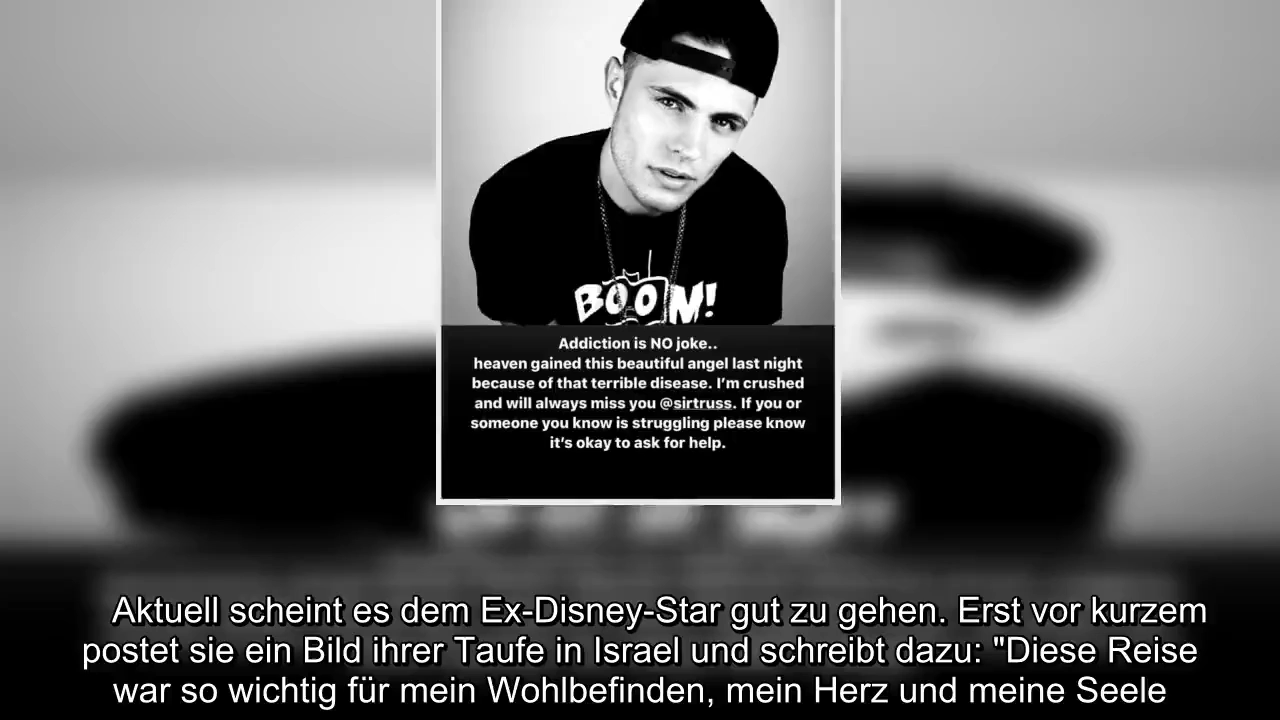 BOOM!
Addiction is NO joke..
heaven gained this beautiful angel last night
because of that terrible disease. I'm crushed
and will always miss you @sirtruss. If you or
someone you know is struggling please know
it's okay to ask for help.
Aktuell scheint es dem Ex-Disney-Star gut zu gehen. Erst vor kurzem
postet sie ein Bild ihrer Taufe in Israel und schreibt dazu: "Diese Reise
war so wichtig für mein Wohlbefinden, mein Herz und meine Seele